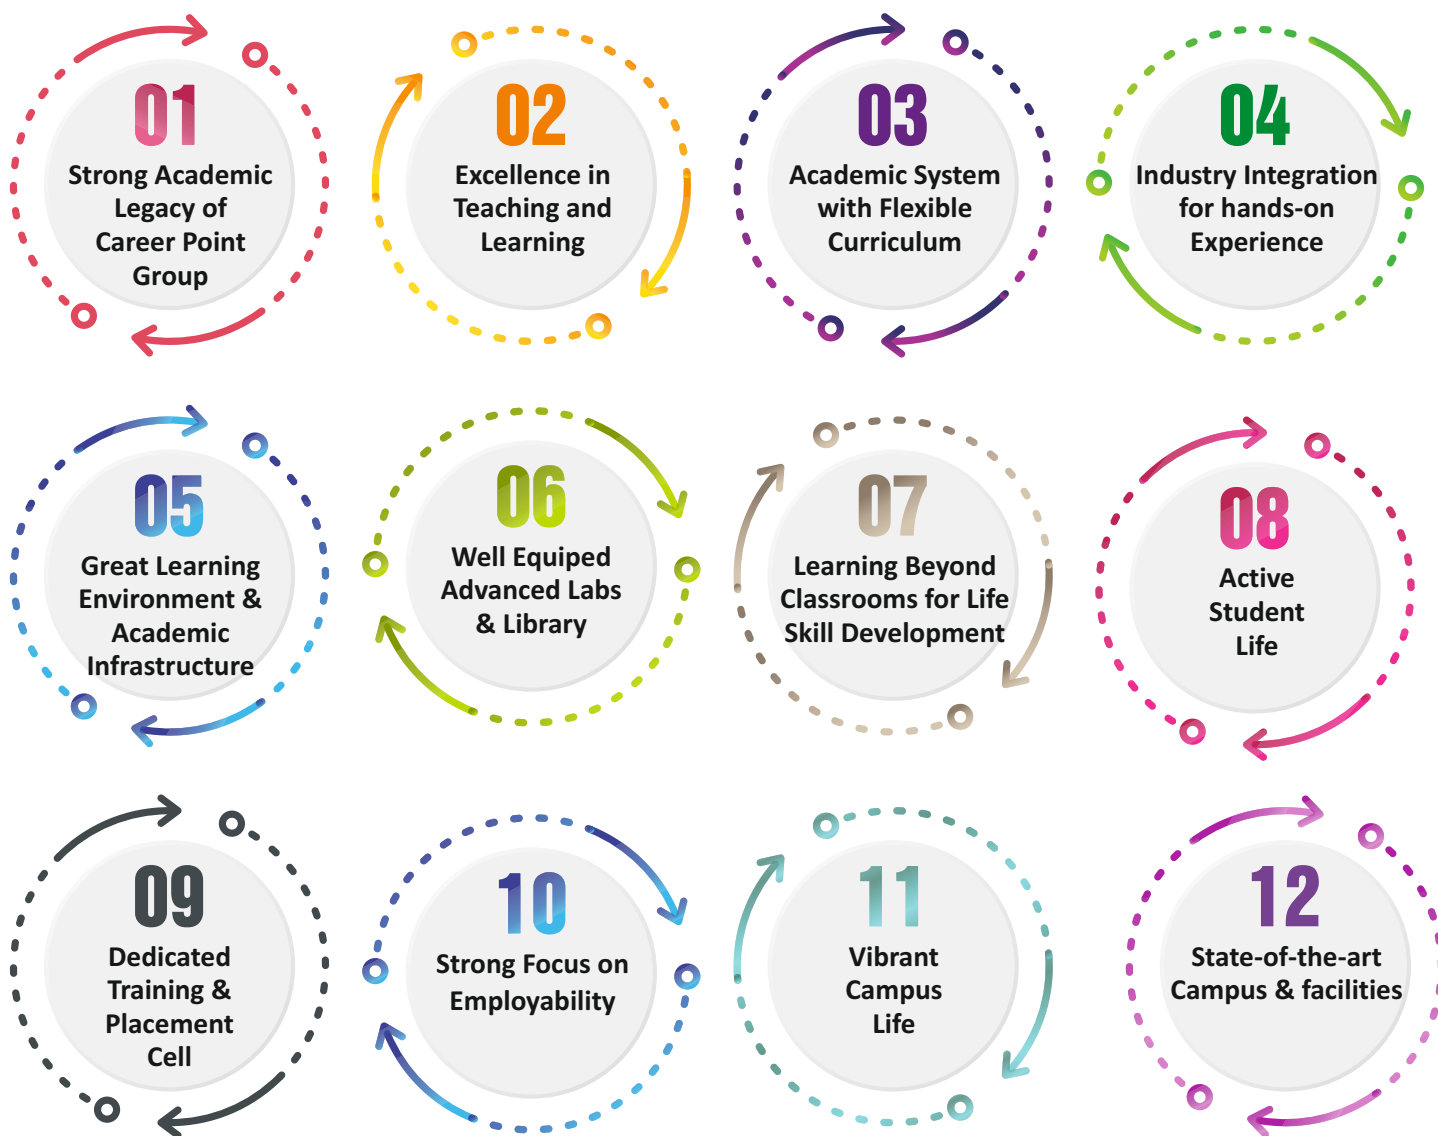 01
Strong Academic
Legacy of
Career Point
Group
02
Excellence in
Teaching and
Learning
03
Academic System
with Flexible
Curriculum
04
Industry Integration
for hands-on
Experience
05
Great Learning
Environment &
Academic
Infrastructure
06
Well Equiped
Advanced Labs
& Library
07
Learning Beyond
Classrooms for Life
Skill Development
08
Active
Student
Life
09
Dedicated
Training &
Placement
Cell
10
Strong Focus on
Employability
11
Vibrant
Campus
Life
12
State-of-the-art
Campus & facilities